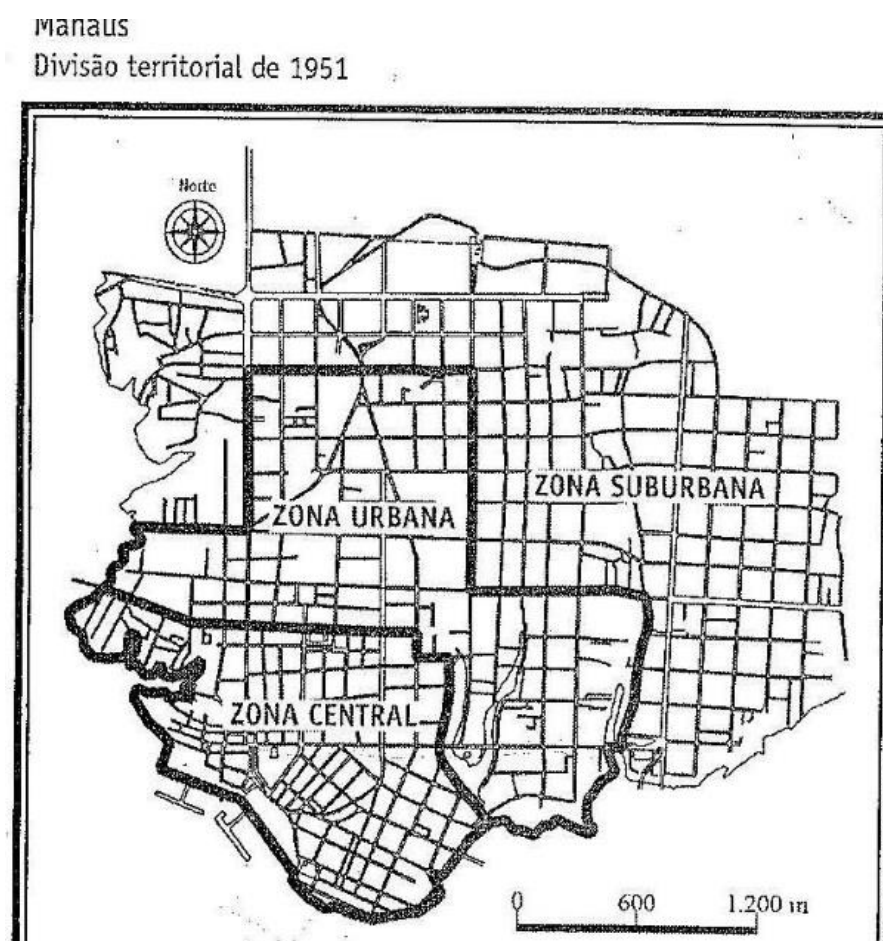 Manaus
Divisão territorial de 1951
Norte
ZONA SUBURBANA
ZONA URBANA
ZONA CENTRAL
0 600 1.200 m